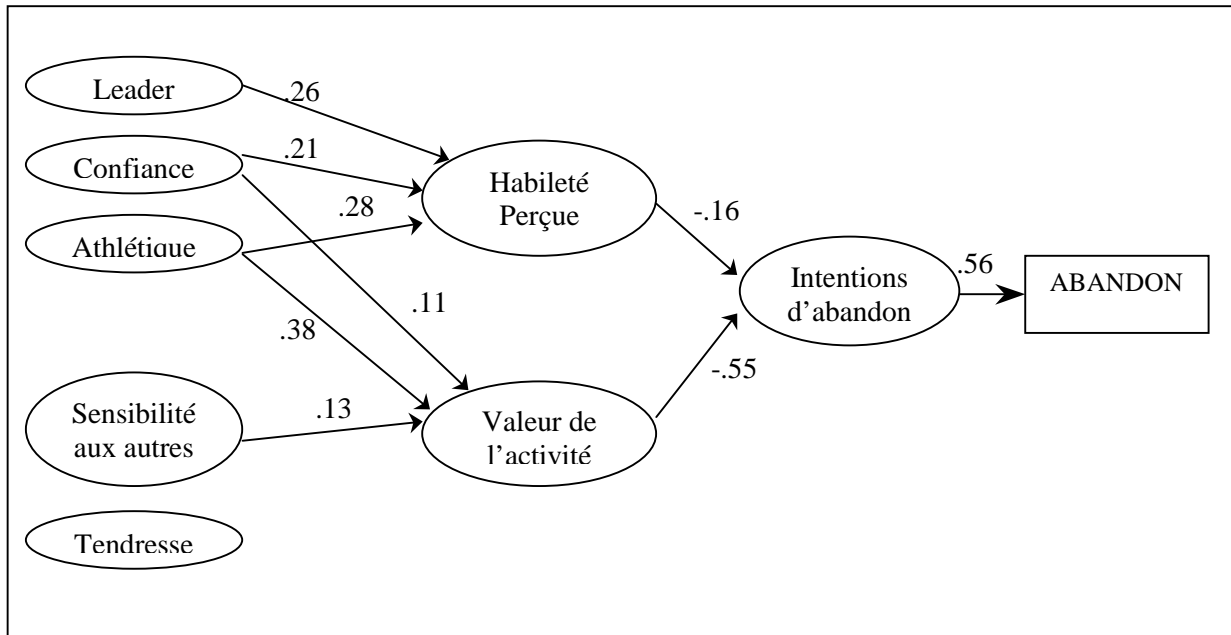 Leader
.26
Confiance
.21
Habileté
Perçue
.28
Athlétique
-.16
.56
ABANDON
Intentions
d'abandon
.11
.38
-.55
Sensibilité
aux autres
.13
Valeur de
l'activité
Tendresse